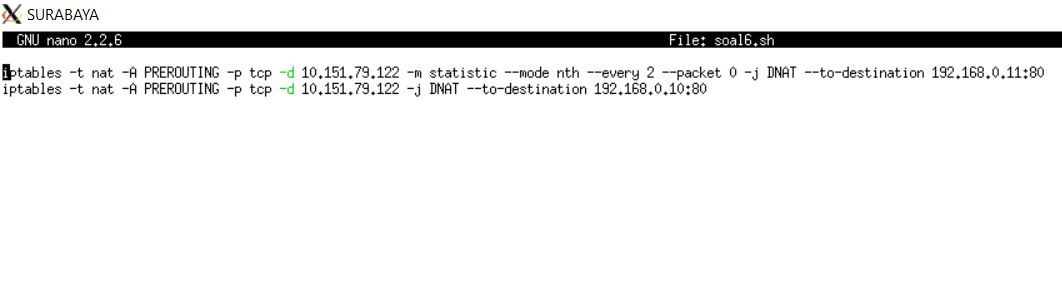 SURABAYA
GNU nano 2.2.6 File: soal6.sh
iptables -t nat -A PREROUTING -p tcp -d 10.151.79.122 -m statistic --mode nth --every 2 --packet 0 -j DNAT --to-destination 192.168.0.11:80
iptables -t nat -A PREROUTING -p tcp -d 10.151.79.122 -j DNAT --to-destination 192.168.0.10:80